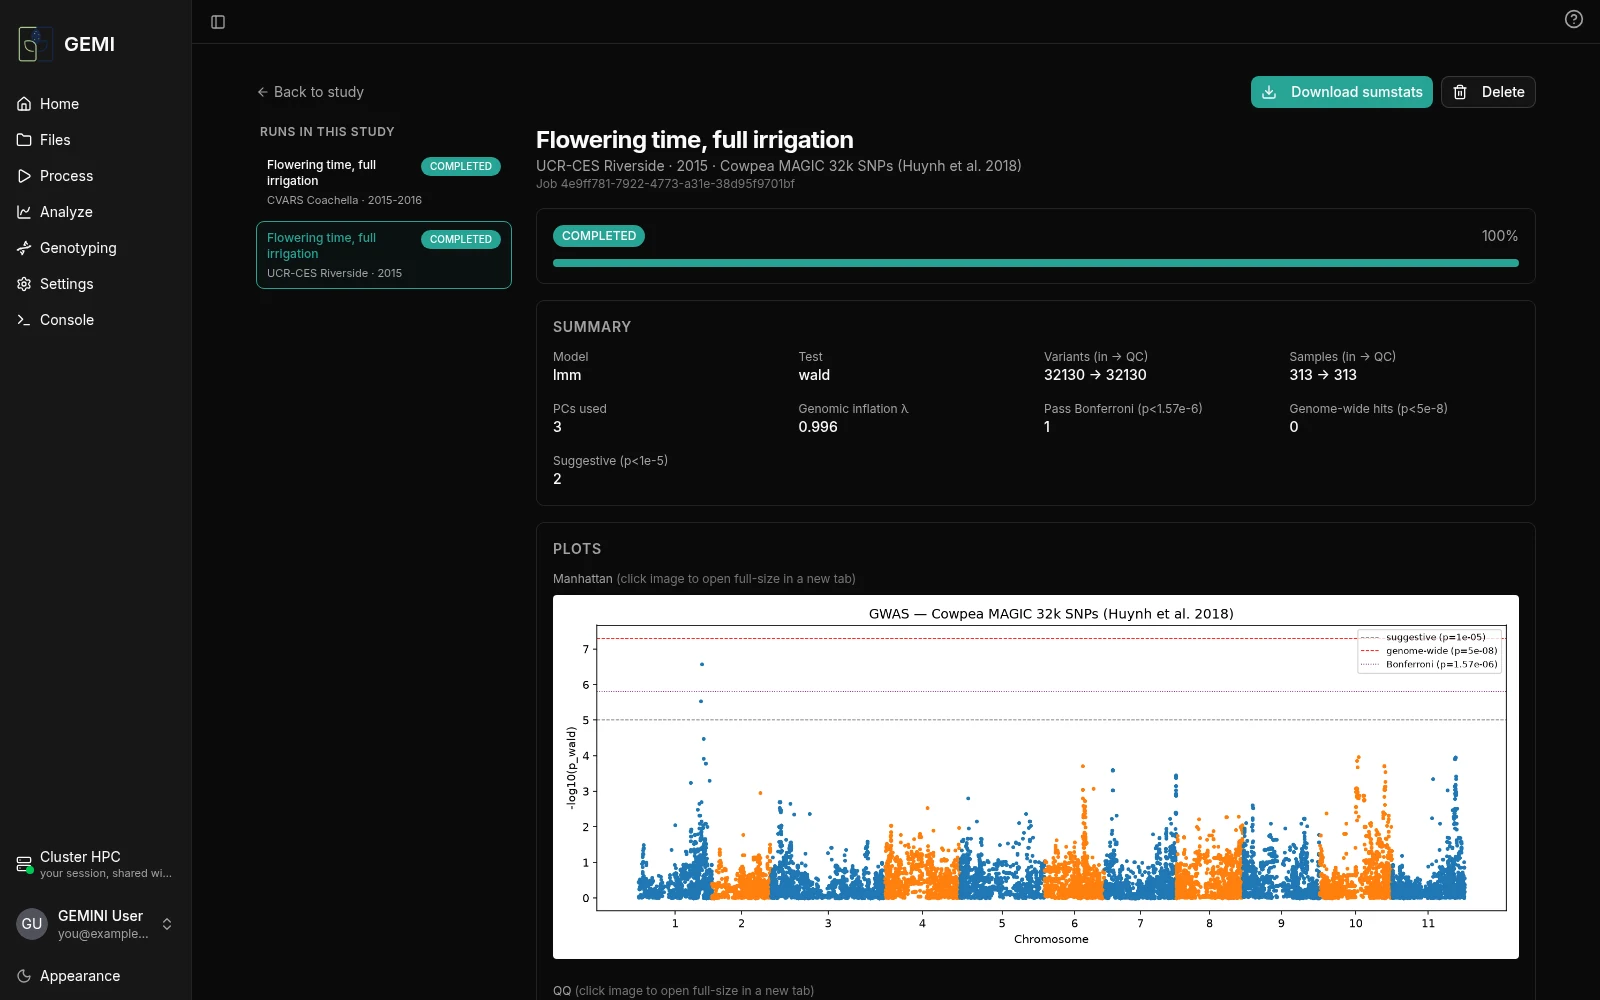 GEMI
Home
Files
Process
Analyze
Genotyping
Settings
Console
Cluster HPC
your session, shared wi...
GU
GEMINI User
you@example...
Appearance
Back to study
Download sumstats
Delete
RUNS IN THIS STUDY
Flowering time, full
irrigation
COMPLETED
CVARS Coachella · 2015-2016
Flowering time, full
irrigation
COMPLETED
UCR-CES Riverside · 2015
Flowering time, full irrigation
UCR-CES Riverside · 2015 · Cowpea MAGIC 32k SNPs (Huynh et al. 2018)
Job 4e9ff781-7922-4773-a31e-38d95f9701bf
COMPLETED
100%
SUMMARY
Model
lmm
Test
wald
Variants (in → QC)
32130 → 32130
Samples (in → QC)
313 → 313
PCs used
3
Genomic inflation λ
0.996
Pass Bonferroni (p<1.57e-6)
1
Genome-wide hits (p<5e-8)
0
Suggestive (p<1e-5)
2
PLOTS
Manhattan (click image to open full-size in a new tab)
GWAS — Cowpea MAGIC 32k SNPs (Huynh et al. 2018)
suggestive (p=1e-05)
genome-wide (p=5e-08)
Bonferroni (p=1.57e-06)
-log10(p_wald)
7
6
5
4
3
2
1
0
1 2 3 4 5 6 7 8 9 10 11
Chromosome
QQ (click image to open full-size in a new tab)